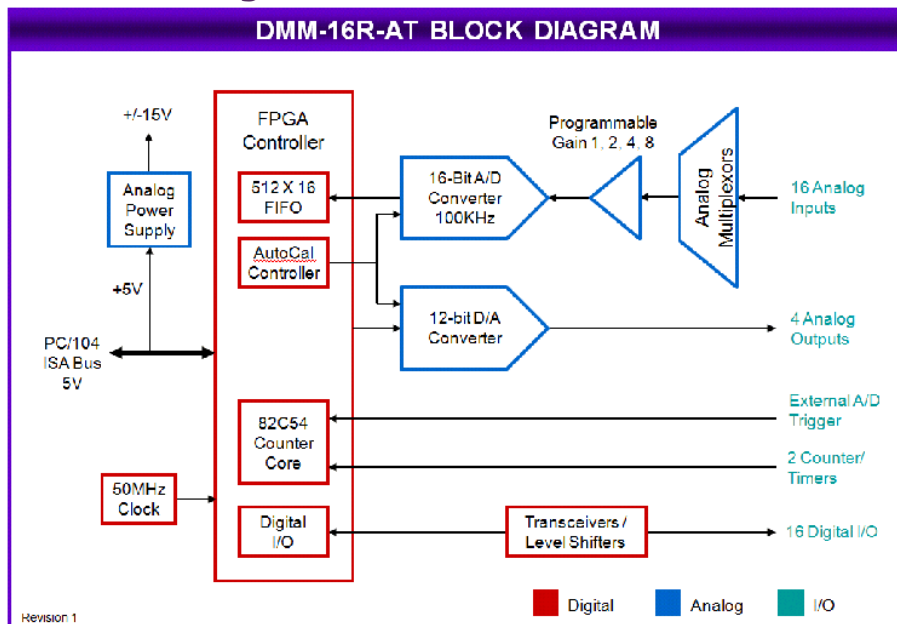 DMM-16R-AT BLOCK DIAGRAM
+/-15V
Analog
Power
Supply
+5V
PC/104
ISA Bus
5V
50MHz
Clock
FPGA
Controller
512 X 16
FIFO
AutoCal
Controller
82C54
Counter
Core
Digital
I/O
16-Bit A/D
Converter
100KHz
12-bit D/A
Converter
Programmable
Gain 1, 2, 4, 8
Analog
Multiplexors
Transceivers /
Level Shifters
16 Analog
Inputs
4 Analog
Outputs
External A/D
Trigger
2 Counter/
Timers
16 Digital I/O
Digital
Analog
I/O
Revision 1